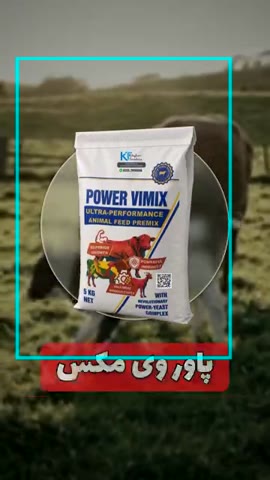 POWER VIMIX
ULTRA-PERFORMANCE
ANIMAL FEED PREMIX
5 KG
NET
WITH
POWER-YEAST
COMPLEX
پاور وی مکس